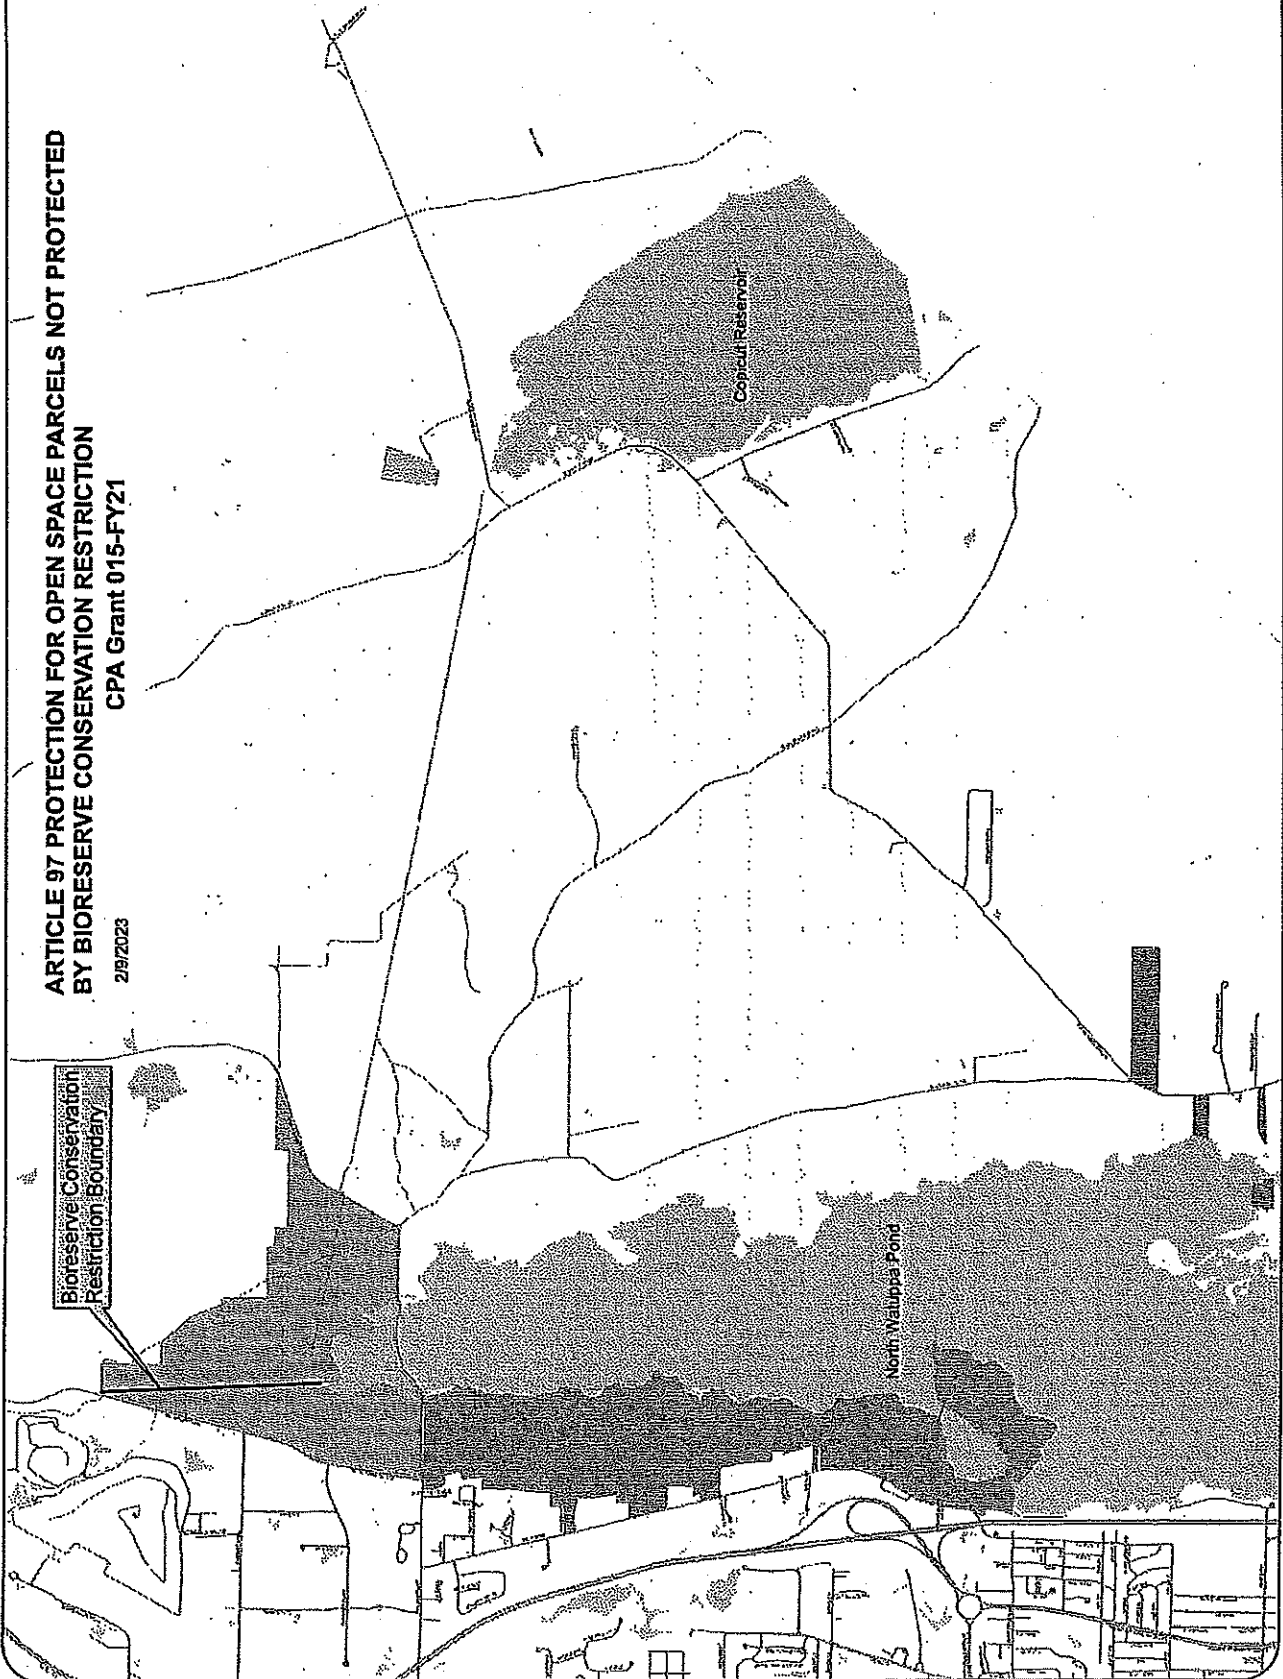 ARTICLE 97 PROTECTION FOR OPEN SPACE PARCELS NOT PROTECTED
BY BIORESERVE CONSERVATION RESTRICTION
CPA Grant 015-FY21
2/9/2023
Bioreserve Conservation
Restriction Boundary
Copicut Reservoir
North Watuppa Pond